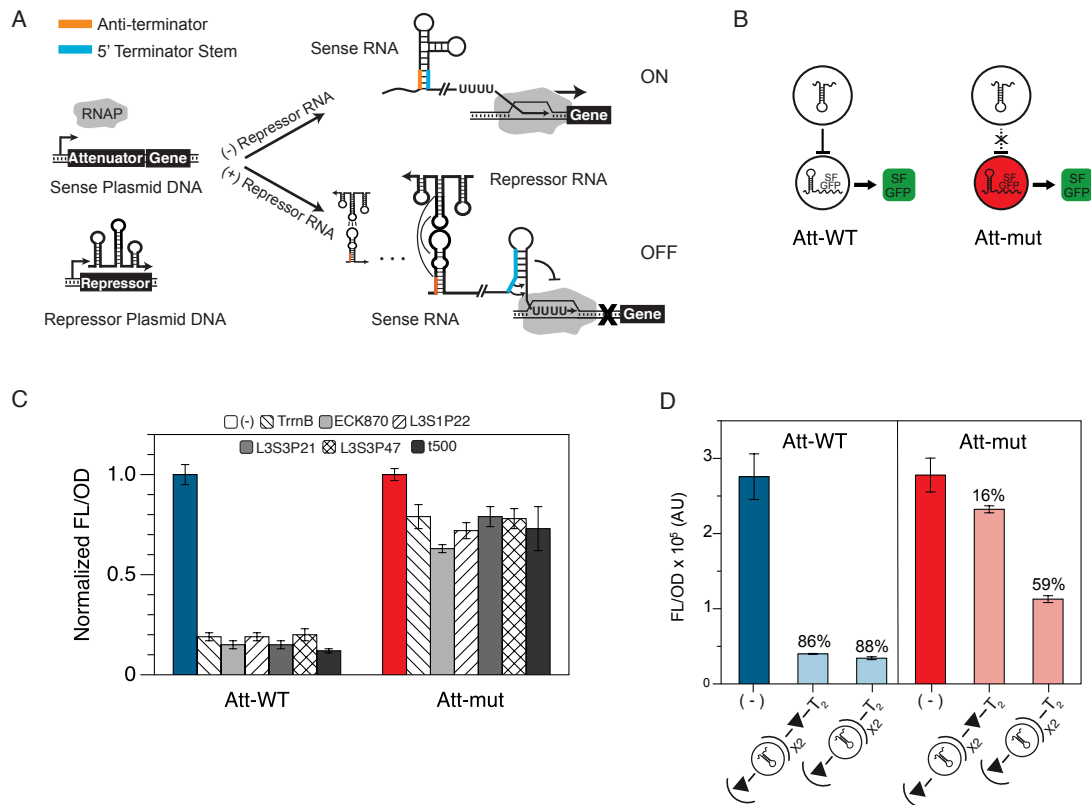 A
Anti-terminator
5' Terminator Stem
Sense RNA
UUUU
Gene
ON
RNAP
Attenuator Gene
Sense Plasmid DNA
(-) Repressor RNA
(+) Repressor RNA
Repressor
Repressor Plasmid DNA
Repressor RNA
. . .
Sense RNA
UUUU
X
Gene
OFF
B
SF
GFP
SF
GFP
Att-WT
X
SF
GFP
SF
GFP
Att-mut
C
(-) TrrnB ECK870 L3S1P22
L3S3P21 L3S3P47 t500
Normalized FL/OD
1.0
0.5
0
Att-WT
Att-mut
D
Att-WT
Att-mut
FL/OD x 10⁵ (AU)
3
2
1
0
86%
88%
16%
59%
(-)
X2
T₂
X2
T₂
(-)
X2
T₂
X2
T₂